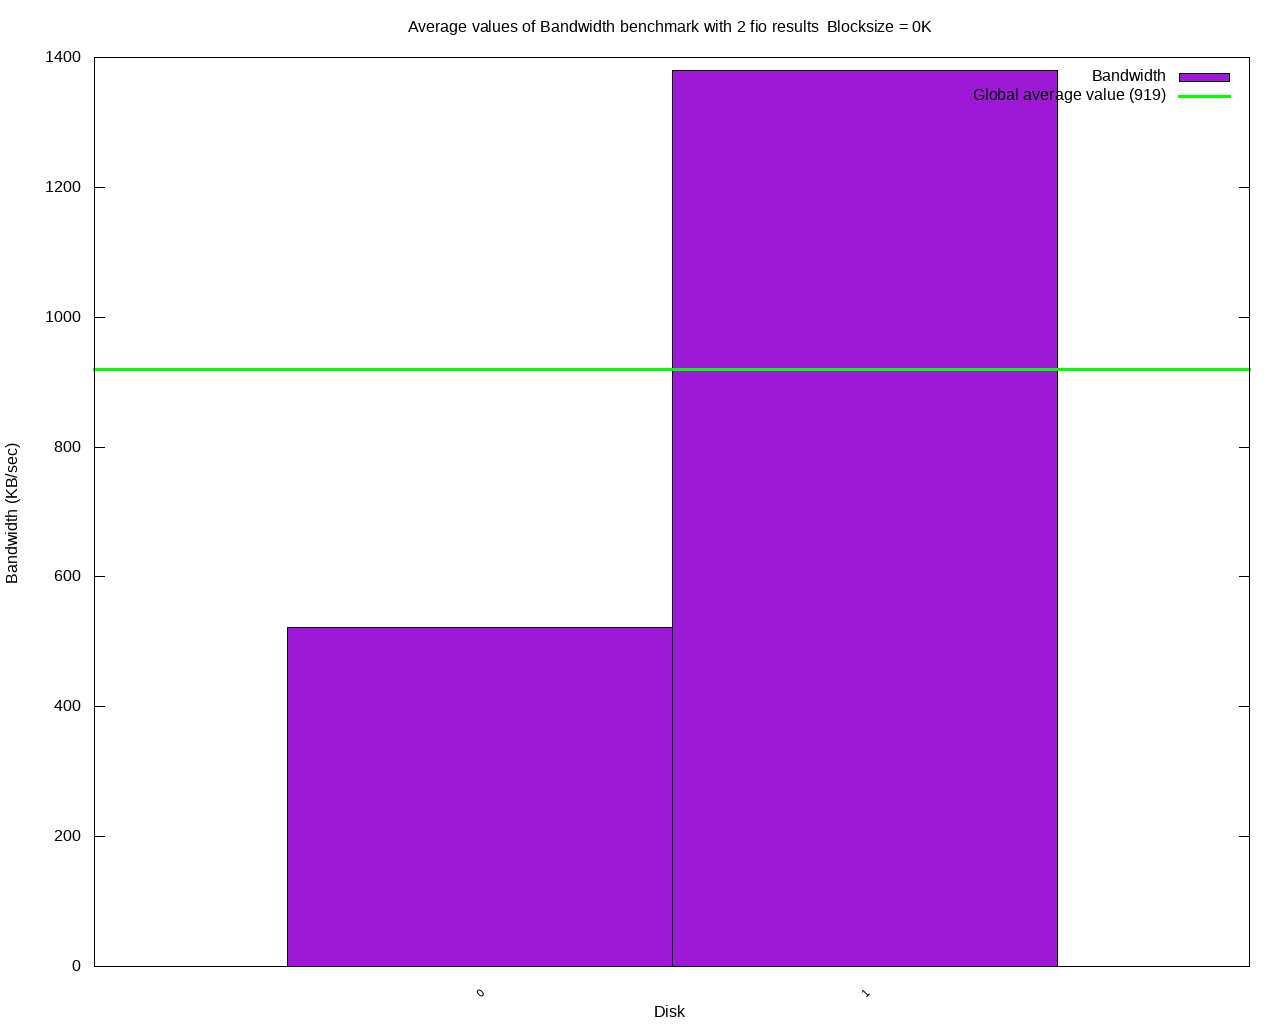 Average values of Bandwidth benchmark with 2 fio results  Blocksize = 0K
1400
1200
1000
800
600
400
200
0
Bandwidth (KB/sec)
Bandwidth
Global average value (919)
0
1
Disk